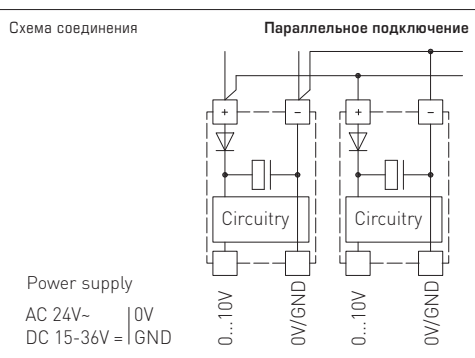 Схема соединения
Параллельное подключение
+ − + −
Circuitry Circuitry
Power supply
AC 24V~ | 0V
DC 15-36V = | GND
0...10V
0V/GND
0...10V
0V/GND